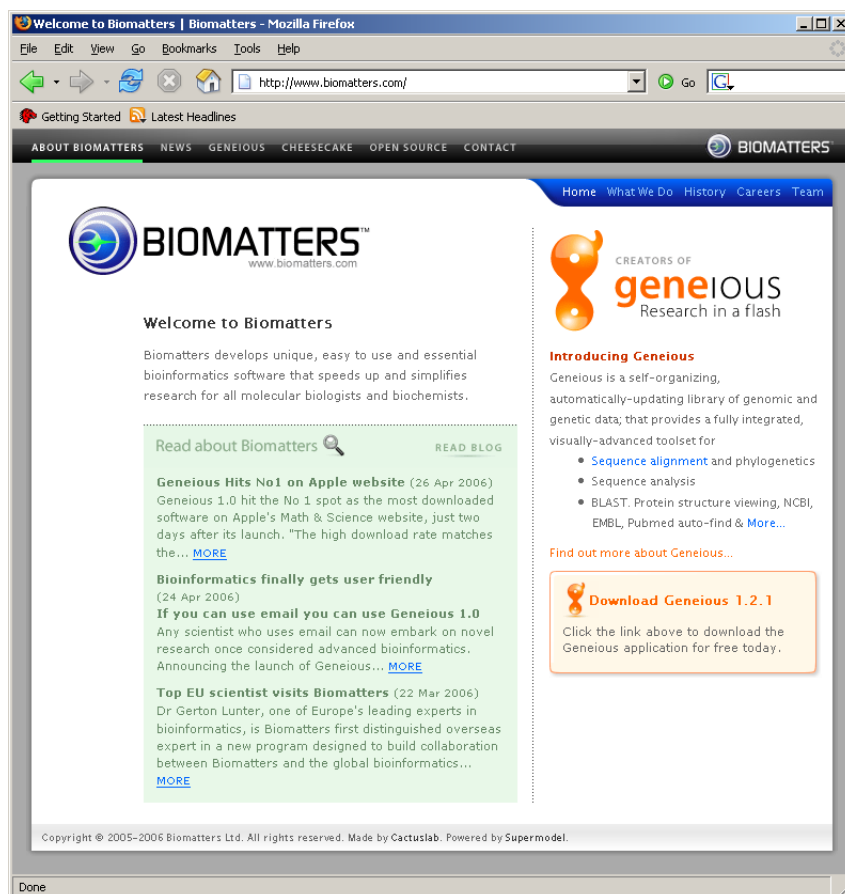 Welcome to Biomatters | Biomatters - Mozilla Firefox
File Edit View Go Bookmarks Tools Help
http://www.biomatters.com/ Go G
Getting Started Latest Headlines
ABOUT BIOMATTERS NEWS GENEIOUS CHEESECAKE OPEN SOURCE CONTACT BIOMATTERS
Home What We Do History Careers Team
BIOMATTERS™
www.biomatters.com
Welcome to Biomatters
Biomatters develops unique, easy to use and essential
bioinformatics software that speeds up and simplifies
research for all molecular biologists and biochemists.
Read about Biomatters READ BLOG
Geneious Hits No1 on Apple website (26 Apr 2006)
Geneious 1.0 hit the No 1 spot as the most downloaded
software on Apple's Math & Science website, just two
days after its launch. "The high download rate matches
the... MORE
Bioinformatics finally gets user friendly
(24 Apr 2006)
If you can use email you can use Geneious 1.0
Any scientist who uses email can now embark on novel
research once considered advanced bioinformatics.
Announcing the launch of Geneious... MORE
Top EU scientist visits Biomatters (22 Mar 2006)
Dr Gerton Lunter, one of Europe's leading experts in
bioinformatics, is Biomatters first distinguished overseas
expert in a new program designed to build collaboration
between Biomatters and the global bioinformatics...
MORE
CREATORS OF
geneIOUS
Research in a flash
Introducing Geneious
Geneious is a self-organizing,
automatically-updating library of genomic and
genetic data; that provides a fully integrated,
visually-advanced toolset for
• Sequence alignment and phylogenetics
• Sequence analysis
• BLAST. Protein structure viewing, NCBI,
EMBL, Pubmed auto-find & More...
Find out more about Geneious...
Download Geneious 1.2.1
Click the link above to download the
Geneious application for free today.
Copyright © 2005-2006 Biomatters Ltd. All rights reserved. Made by Cactuslab. Powered by Supermodel.
Done